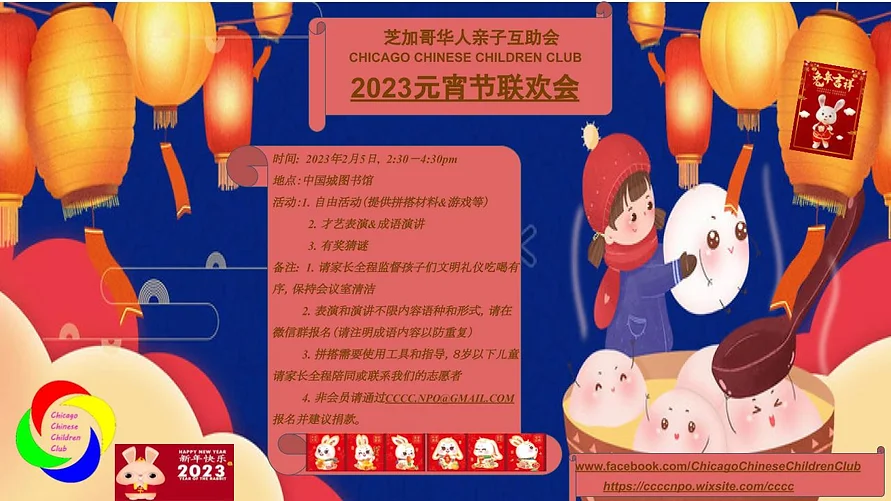 芝加哥华人亲子互助会
CHICAGO CHINESE CHILDREN CLUB
2023元宵节联欢会
兔年吉祥
时间: 2023年2月5日, 2:30－4:30pm
地点:中国城图书馆
活动:1. 自由活动(提供拼搭材料&游戏等)
2. 才艺表演&成语演讲
3. 有奖猜谜
备注: 1. 请家长全程监督孩子们文明礼仪吃喝有
序, 保持会议室清洁
2. 表演和演讲不限内容语种和形式, 请在
微信群报名(请注明成语内容以防重复)
3. 拼搭需要使用工具和指导, 8岁以下儿童
请家长全程陪同或联系我们的志愿者
4. 非会员请通过CCCC.NPO@GMAIL.COM
报名并建议捐款。
Chicago
Chinese
Children
Club
HAPPY NEW YEAR
新年快乐
2023
YEAR OF THE RABBIT
www.facebook.com/ChicagoChineseChildrenClub
https://ccccnpo.wixsite.com/cccc